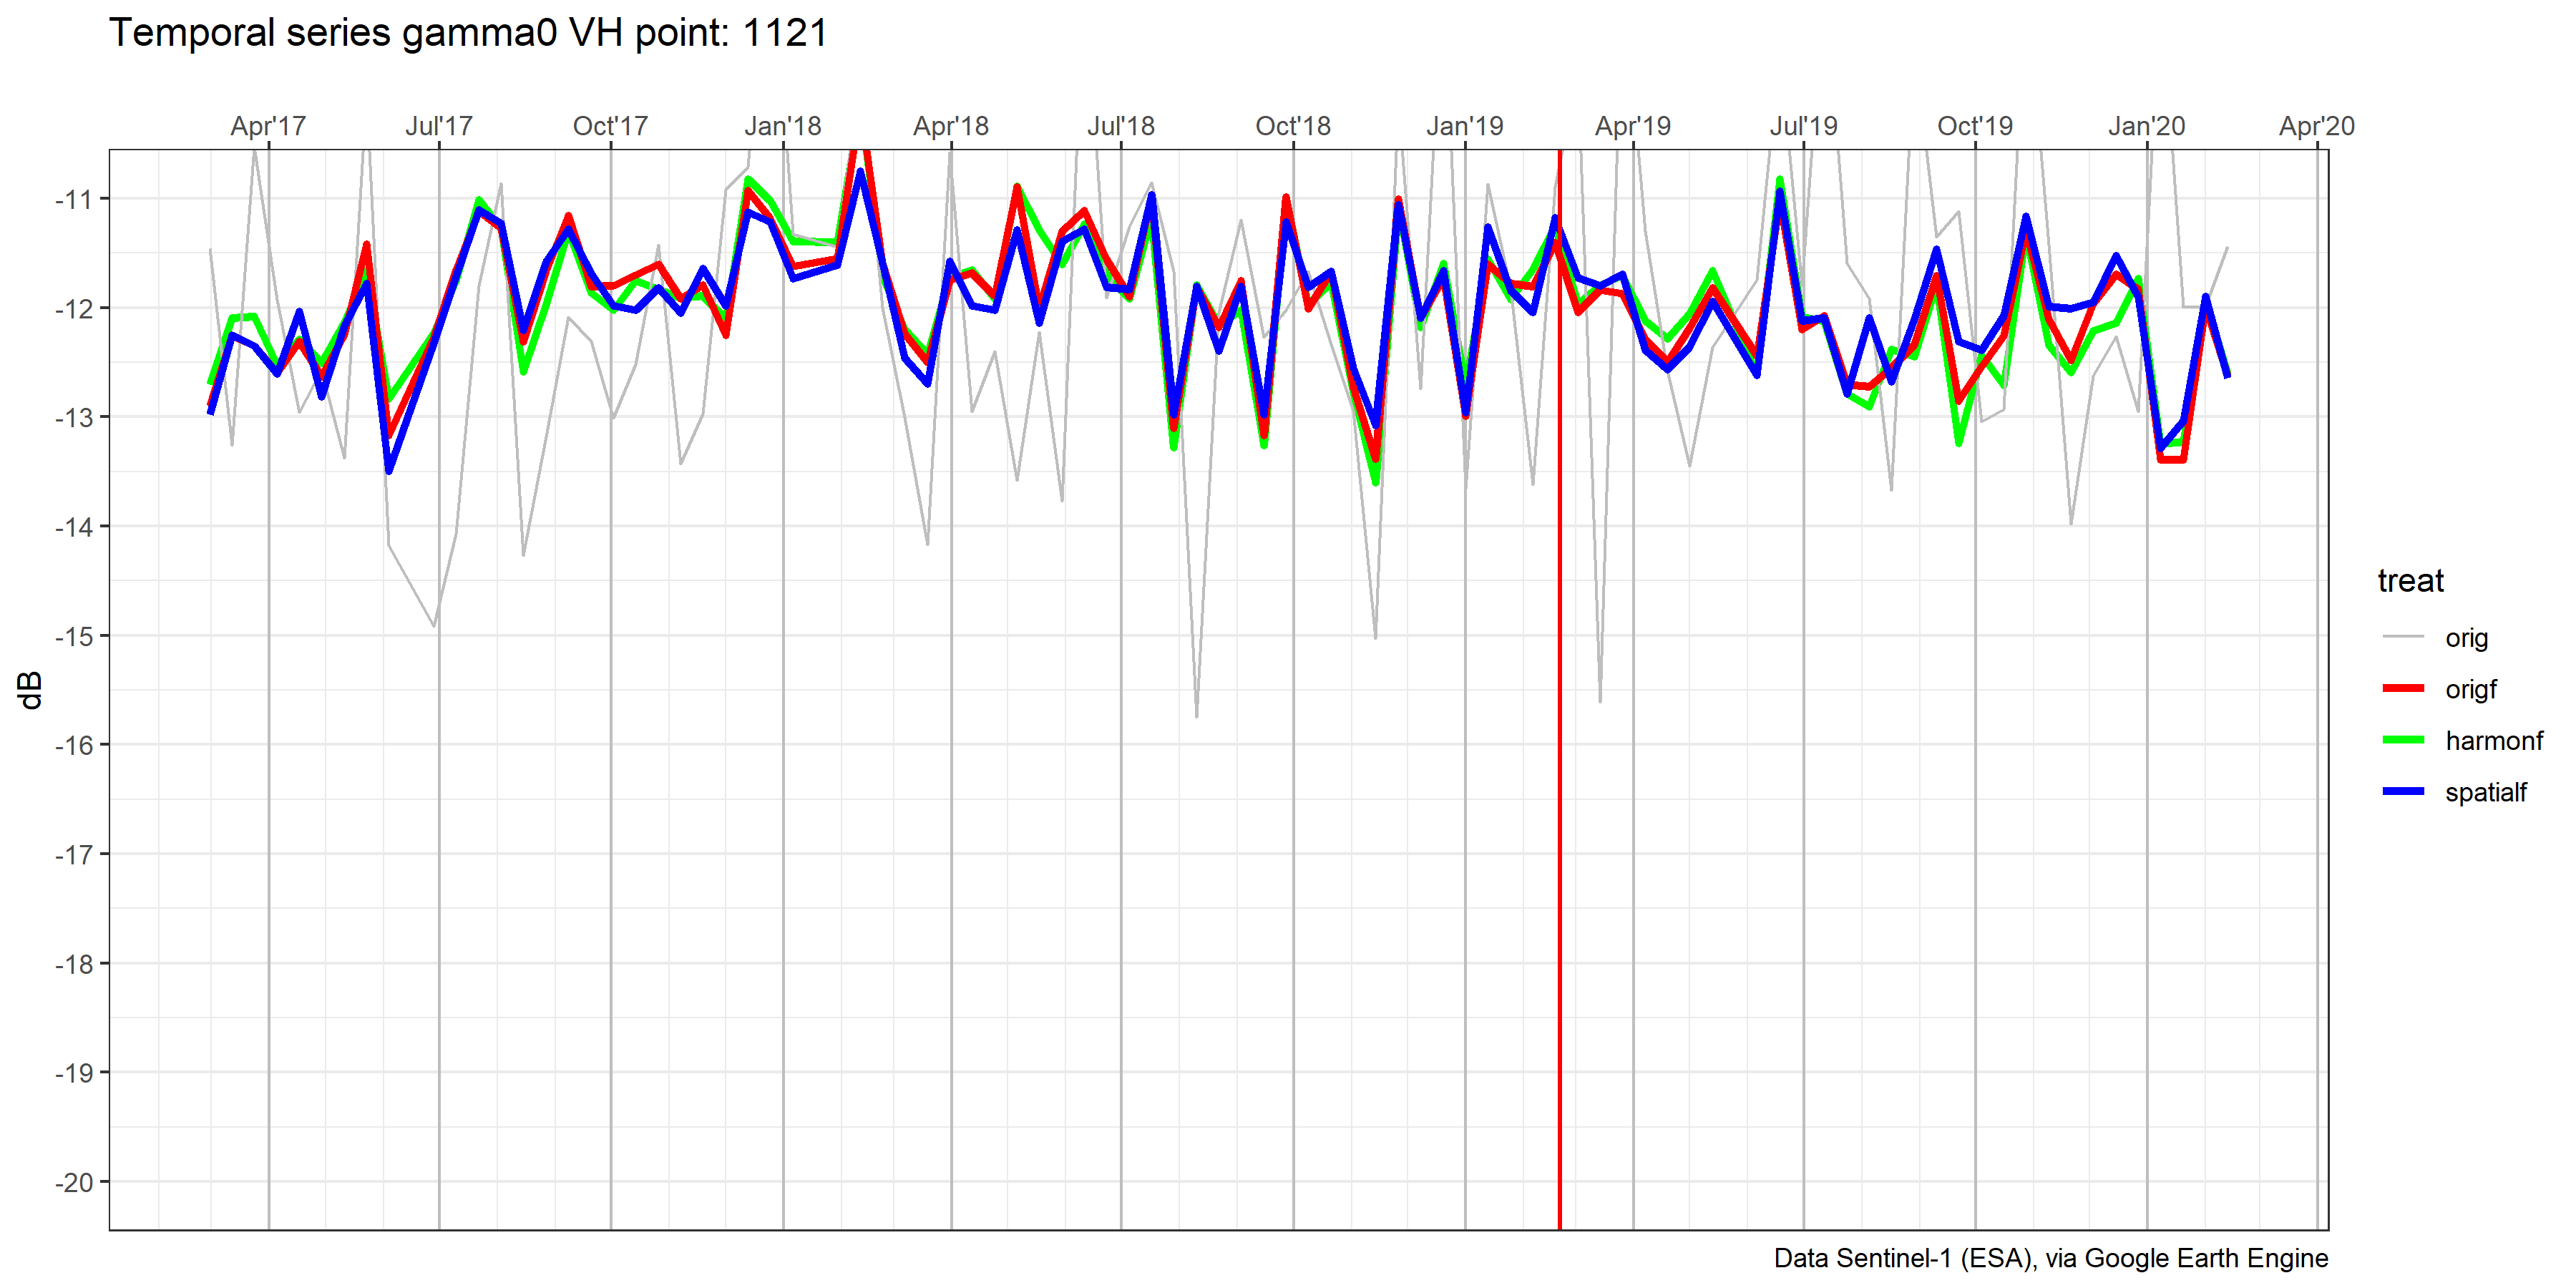 Temporal series gamma0 VH point: 1121
Apr'17 Jul'17 Oct'17 Jan'18 Apr'18 Jul'18 Oct'18 Jan'19 Apr'19 Jul'19 Oct'19 Jan'20 Apr'20
-11
-12
-13
-14
-15
-16
-17
-18
-19
-20
dB
treat
orig
origf
harmonf
spatialf
Data Sentinel-1 (ESA), via Google Earth Engine